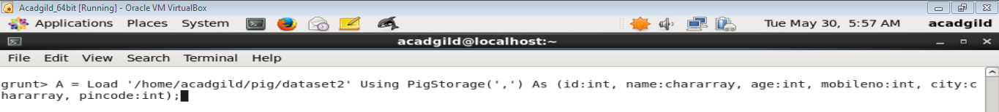 Acadgild_64bit [Running] - Oracle VM VirtualBox
Applications Places System Tue May 30, 5:57 AM acadgild
acadgild@localhost:~
File Edit View Search Terminal Help
grunt> A = Load '/home/acadgild/pig/dataset2' Using PigStorage(',') As (id:int, name:chararray, age:int, mobileno:int, city:c
hararray, pincode:int);